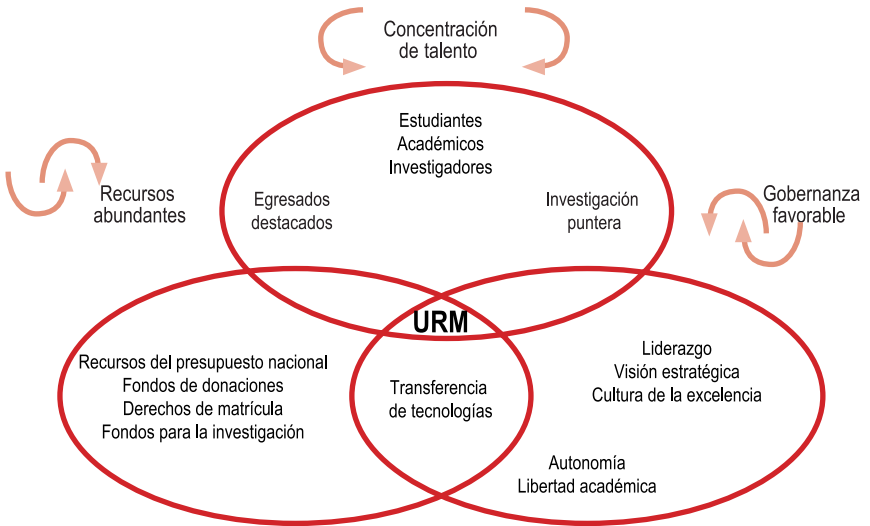 Concentración
de talento
Estudiantes
Académicos
Investigadores
Recursos
abundantes
Egresados
destacados
Investigación
puntera
Gobernanza
favorable
URM
Recursos del presupuesto nacional
Fondos de donaciones
Derechos de matrícula
Fondos para la investigación
Transferencia
de tecnologías
Liderazgo
Visión estratégica
Cultura de la excelencia
Autonomía
Libertad académica